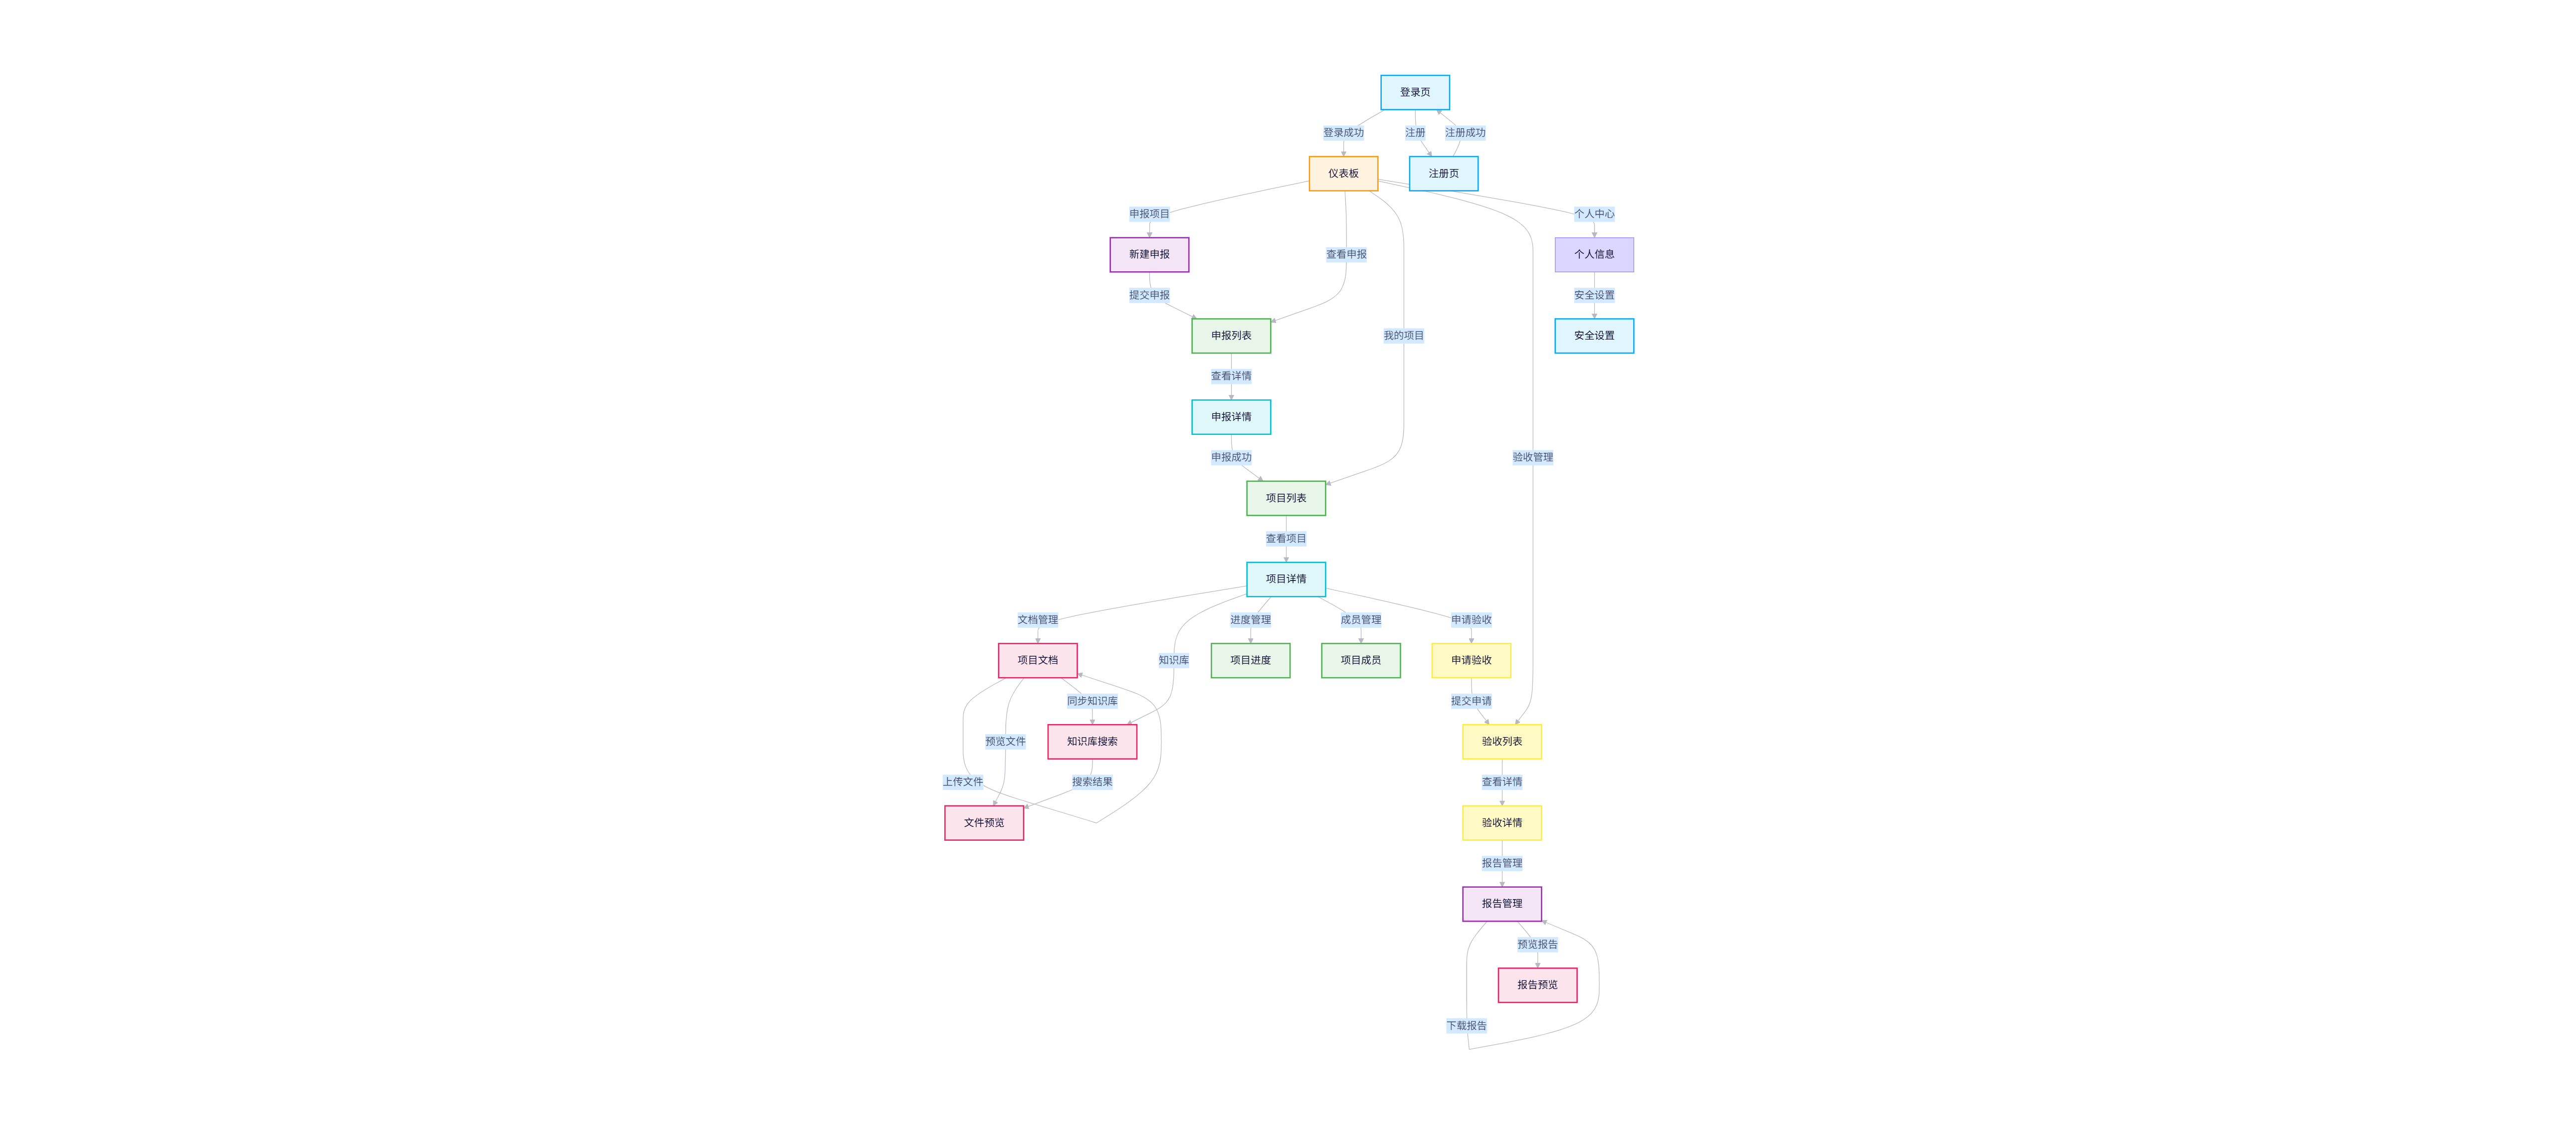 登录页
登录成功
注册
注册成功
仪表板
注册页
申报项目
个人中心
新建申报
查看申报
个人信息
提交申报
安全设置
申报列表
我的项目
安全设置
查看详情
申报详情
申报成功
验收管理
项目列表
查看项目
项目详情
文档管理
进度管理
成员管理
申请验收
项目文档
知识库
项目进度
项目成员
申请验收
同步知识库
提交申请
预览文件
知识库搜索
验收列表
上传文件
搜索结果
查看详情
文件预览
验收详情
报告管理
报告管理
预览报告
报告预览
下载报告